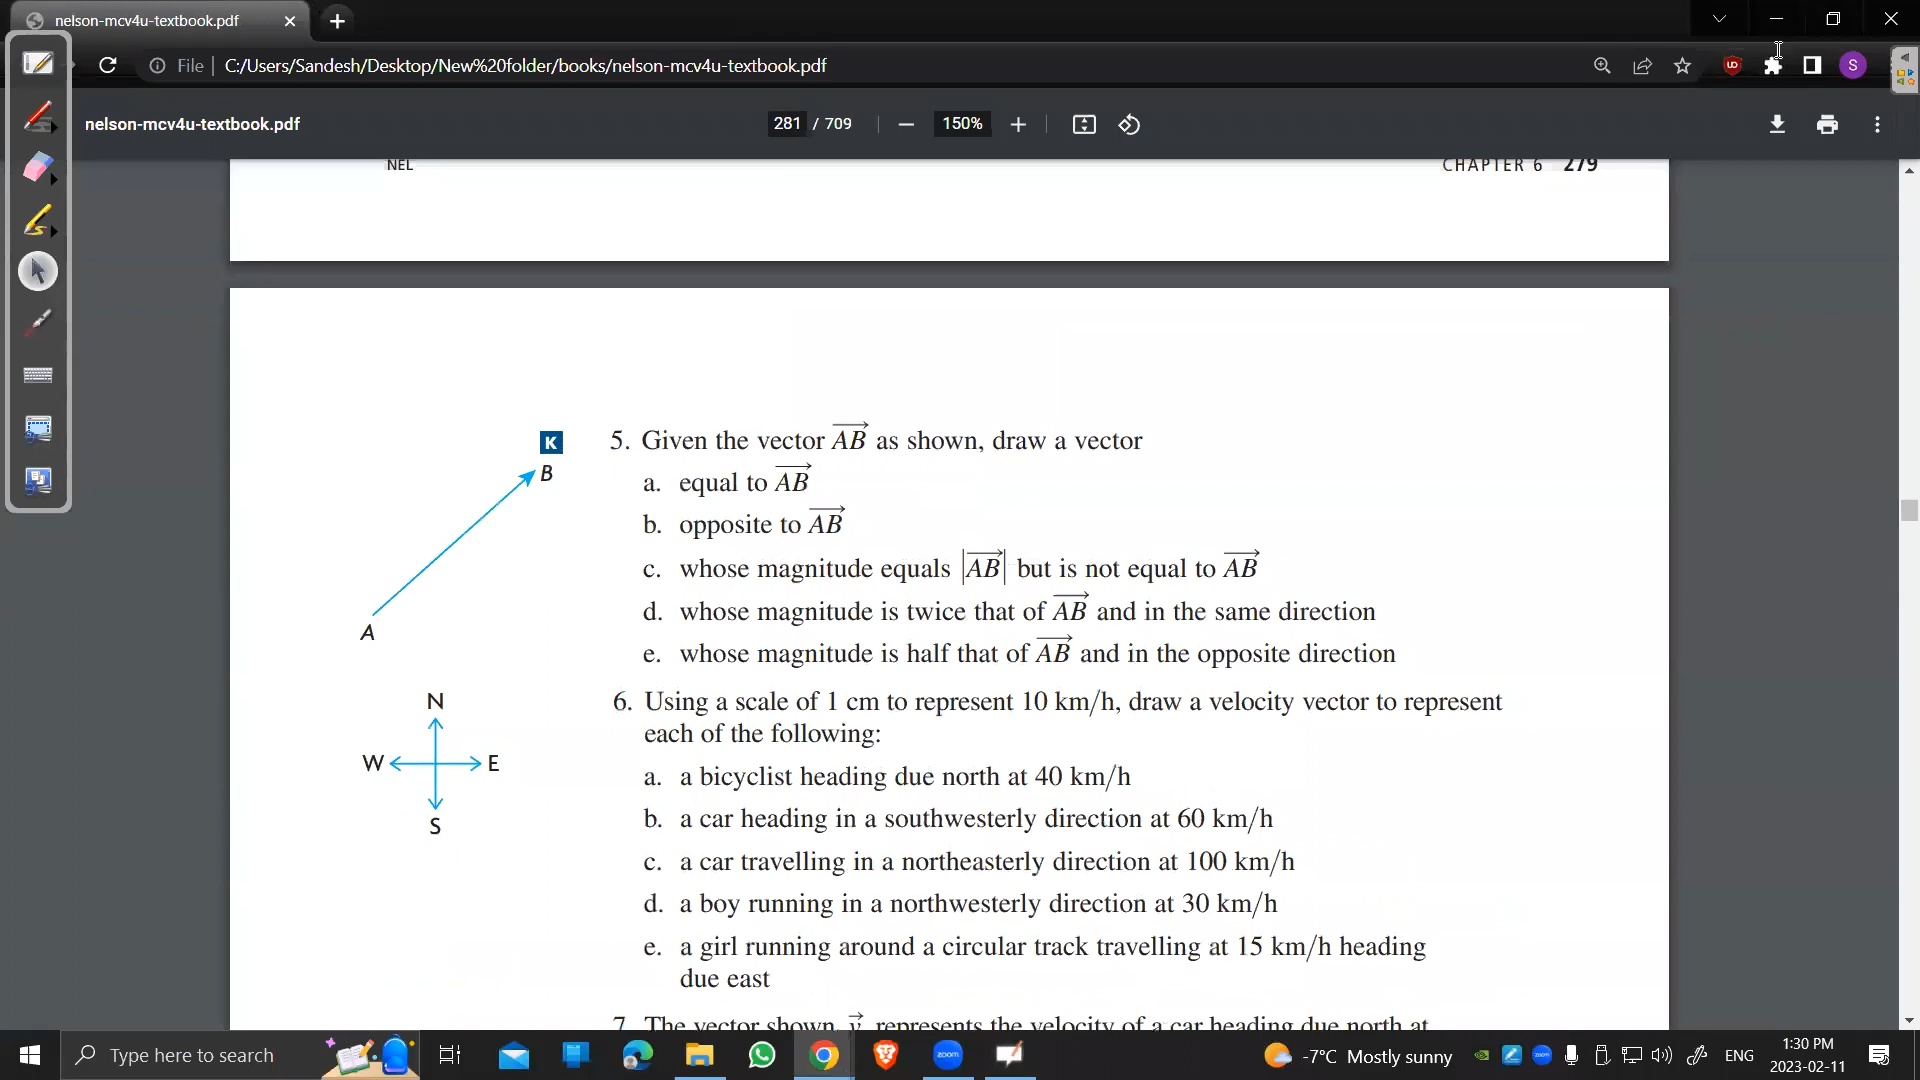 nelson-mcv4u-textbook.pdf
File
C:/Users/Sandesh/Desktop/New%20folder/books/nelson-mcv4u-textbook.pdf
UD
S
nelson-mcv4u-textbook.pdf
281 / 709
150%
NEL
CHAPTER 6 279
K
B
A
5. Given the vector AB as shown, draw a vector
a. equal to AB
b. opposite to AB
c. whose magnitude equals |AB| but is not equal to AB
d. whose magnitude is twice that of AB and in the same direction
e. whose magnitude is half that of AB and in the opposite direction
N
W E
S
6. Using a scale of 1 cm to represent 10 km/h, draw a velocity vector to represent
each of the following:
a. a bicyclist heading due north at 40 km/h
b. a car heading in a southwesterly direction at 60 km/h
c. a car travelling in a northeasterly direction at 100 km/h
d. a boy running in a northwesterly direction at 30 km/h
e. a girl running around a circular track travelling at 15 km/h heading
due east
7. The vector shown, v, represents the velocity of a car heading due north at
Type here to search
zoom
-7°C Mostly sunny
ENG
1:30 PM
2023-02-11